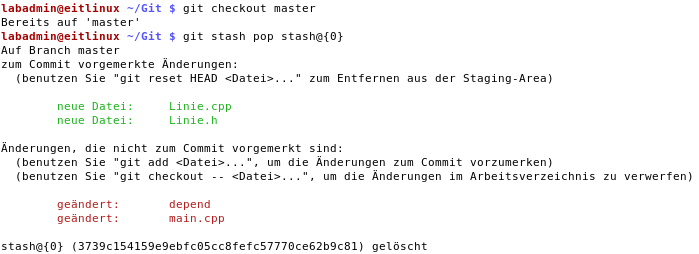 labadmin@eitlinux ~/Git $ git checkout master
Bereits auf 'master'
labadmin@eitlinux ~/Git $ git stash pop stash@{0}
Auf Branch master
zum Commit vorgemerkte Änderungen:
  (benutzen Sie "git reset HEAD <Datei>..." zum Entfernen aus der Staging-Area)
        neue Datei:     Linie.cpp
        neue Datei:     Linie.h
Änderungen, die nicht zum Commit vorgemerkt sind:
  (benutzen Sie "git add <Datei>...", um die Änderungen zum Commit vorzumerken)
  (benutzen Sie "git checkout -- <Datei>...", um die Änderungen im Arbeitsverzeichnis zu verwerfen)
        geändert:       depend
        geändert:       main.cpp
stash@{0} (3739c154159e9ebfc05cc8fefc57770ce62b9c81) gelöscht